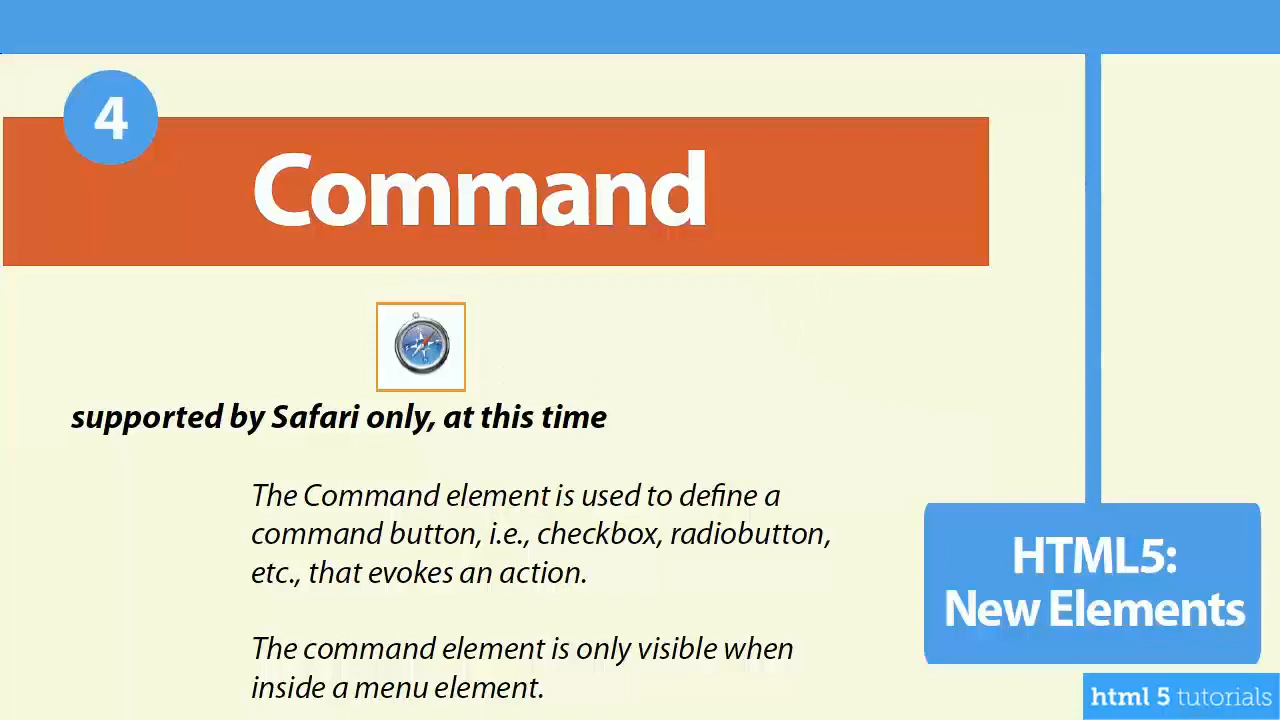 4
Command
supported by Safari only, at this time
The Command element is used to define a
command button, i.e., checkbox, radiobutton,
etc., that evokes an action.
The command element is only visible when
inside a menu element.
HTML5:
New Elements
html 5 tutorials